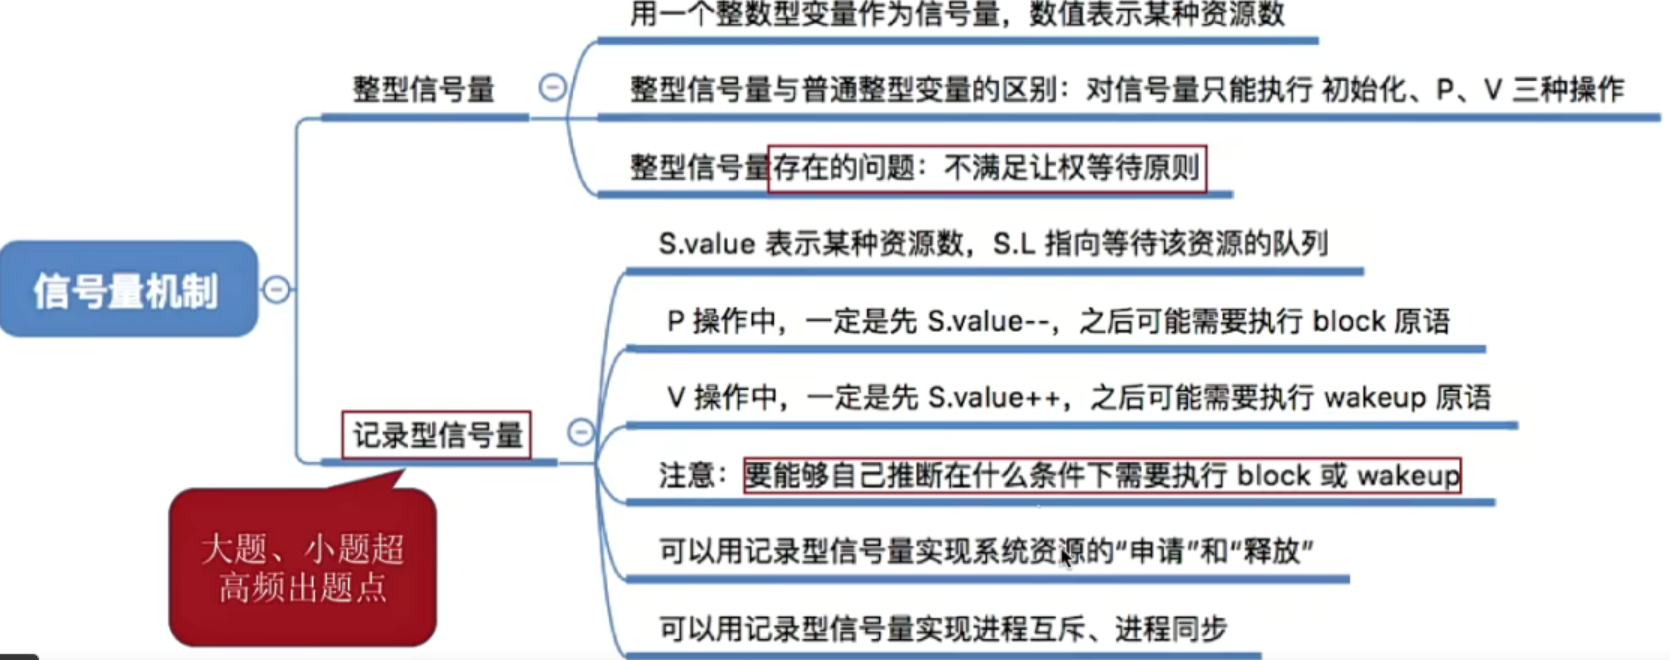 用一个整数型变量作为信号量，数值表示某种资源数
整型信号量
整型信号量与普通整型变量的区别：对信号量只能执行 初始化、P、V 三种操作
整型信号量存在的问题：不满足让权等待原则
信号量机制
S.value 表示某种资源数，S.L 指向等待该资源的队列
P 操作中，一定是先 S.value--，之后可能需要执行 block 原语
V 操作中，一定是先 S.value++，之后可能需要执行 wakeup 原语
记录型信号量
注意：要能够自己推断在什么条件下需要执行 block 或 wakeup
可以用记录型信号量实现系统资源的“申请”和“释放”
可以用记录型信号量实现进程互斥、进程同步
大题、小题超
高频出题点